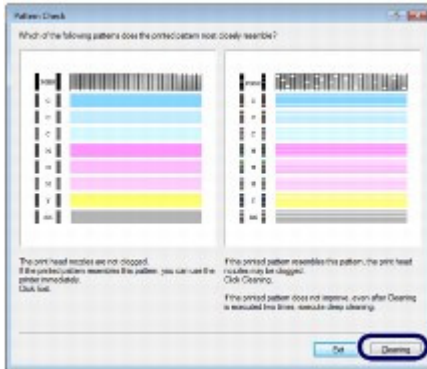 Pattern Check
Which of the following patterns does the printed pattern most closely resemble?
C
C
C
M
M
M
Y
The print head nozzles are not clogged.
If the printed pattern resembles this pattern, you can use the
printer immediately.
Click Exit.
If the printed pattern resembles this pattern, the print head
nozzles may be clogged.
Click Cleaning.
If the printed pattern does not improve, even after Cleaning
is executed two times, execute deep cleaning.
Exit
Cleaning